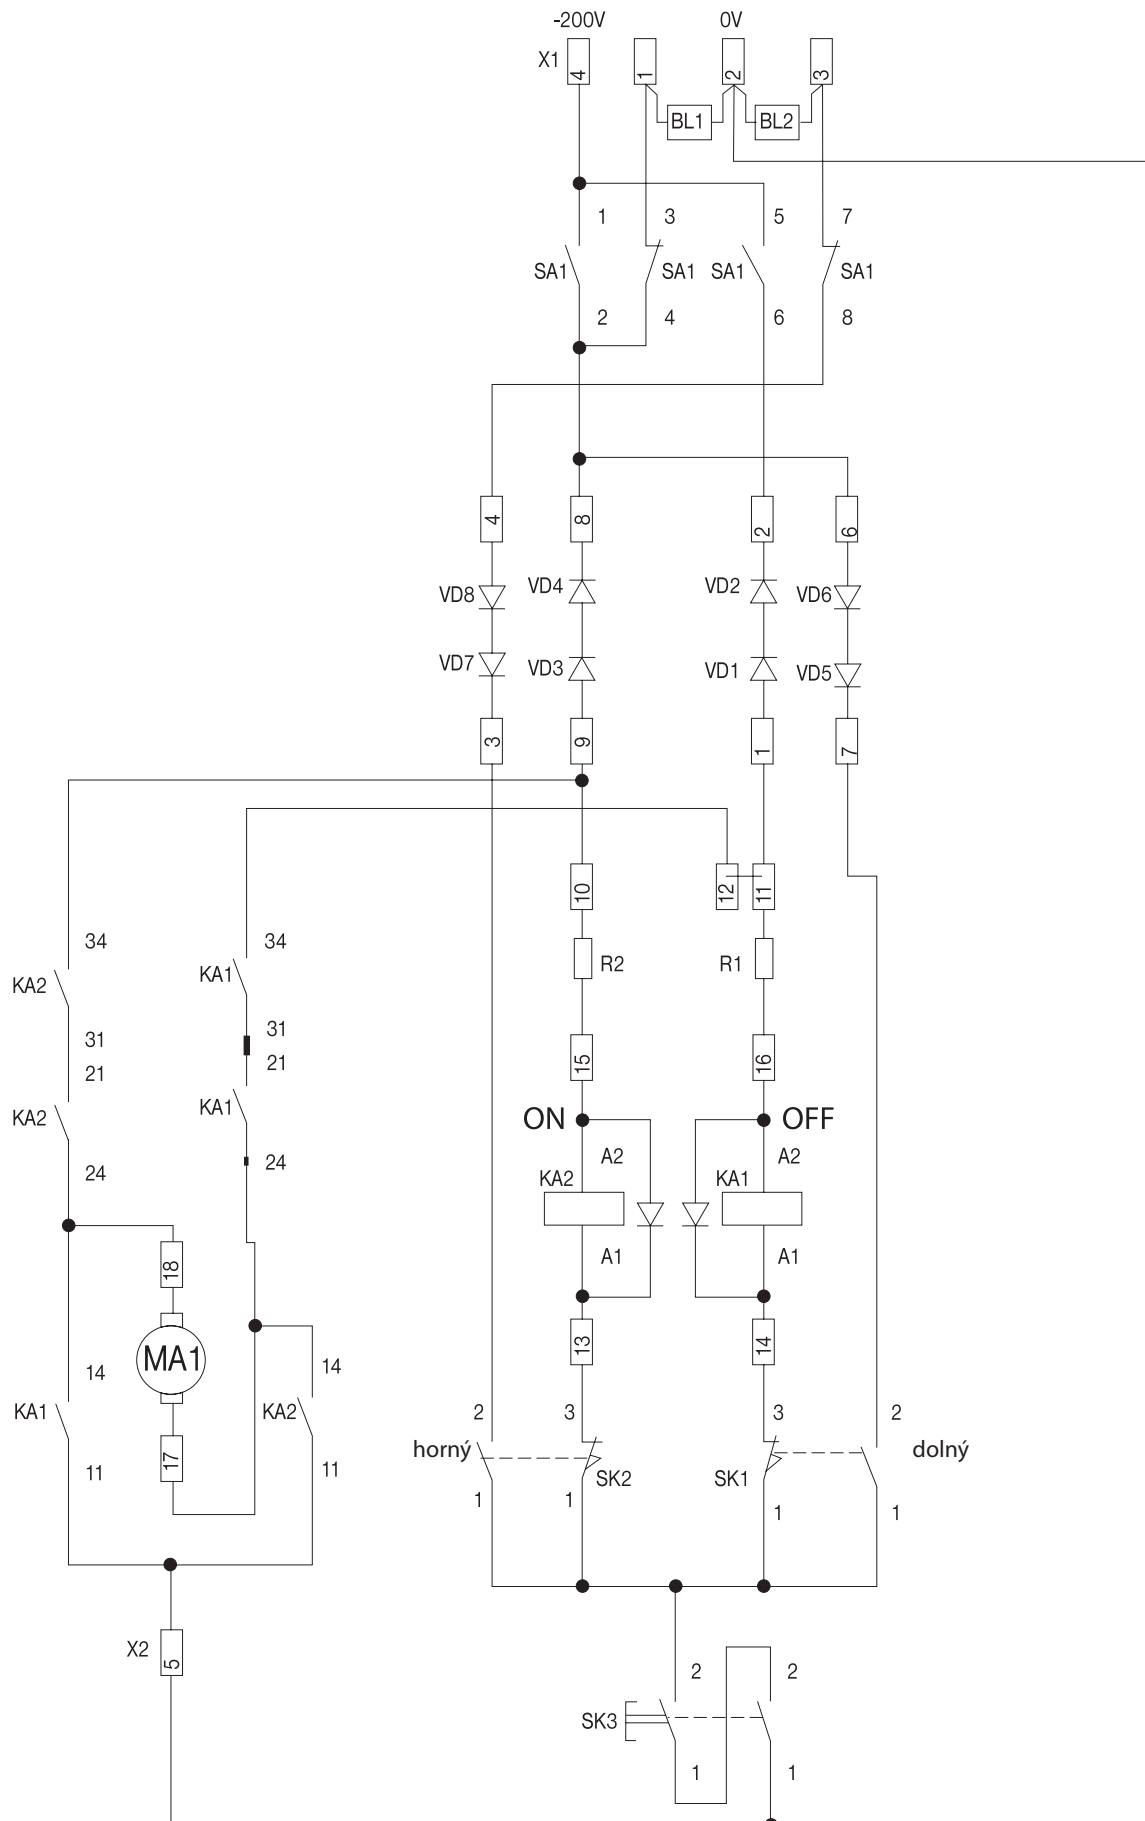 -200V 0V
X1 4 1 2 3
BL1 BL2
1 3 5 7
SA1 SA1 SA1 SA1
2 4 6 8
4 8 2 6
VD8 VD4 VD2 VD6
VD7 VD3 VD1 VD5
3 9 1 7
10 12 11
34 34
KA2 KA1 R2 R1
31 31
21 21
15 16
KA2 KA1
ON OFF
24 24 A2 A2
KA2 KA1
18 A1 A1
13 14
MA1
14 14
KA1 KA2 2 3 3 2
horný dolný
17 11 11 SK2 SK1
1 1 1 1
X2 5
2 2
SK3
1 1